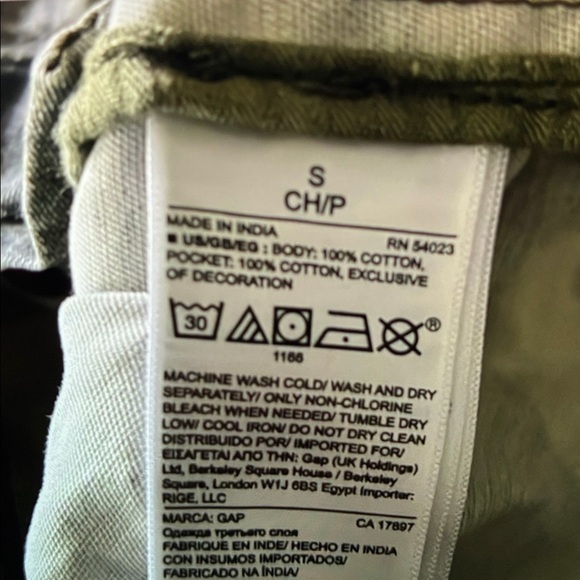 S
CH/P
MADE IN INDIA RN 54023
■ US/GB/EG : BODY: 100% COTTON,
POCKET: 100% COTTON, EXCLUSIVE
OF DECORATION
30 ®
1166
MACHINE WASH COLD/ WASH AND DRY
SEPARATELY/ ONLY NON-CHLORINE
BLEACH WHEN NEEDED/ TUMBLE DRY
LOW/ COOL IRON/ DO NOT DRY CLEAN
DISTRIBUIDO POR/ IMPORTED FOR/
ΕΙΣΑΓΕΤΑΙ ΑΠΟ ΤΗΝ: Gap (UK Holdings)
Ltd, Berkeley Square House / Berkeley
Square, London W1J 6BS Egypt Importer:
RIGE, LLC
MARCA: GAP CA 17897
Одежда третьего слоя
FABRIQUE EN INDE/ HECHO EN INDIA
CON INSUMOS IMPORTADOS/
FABRICADO NA ÍNDIA/